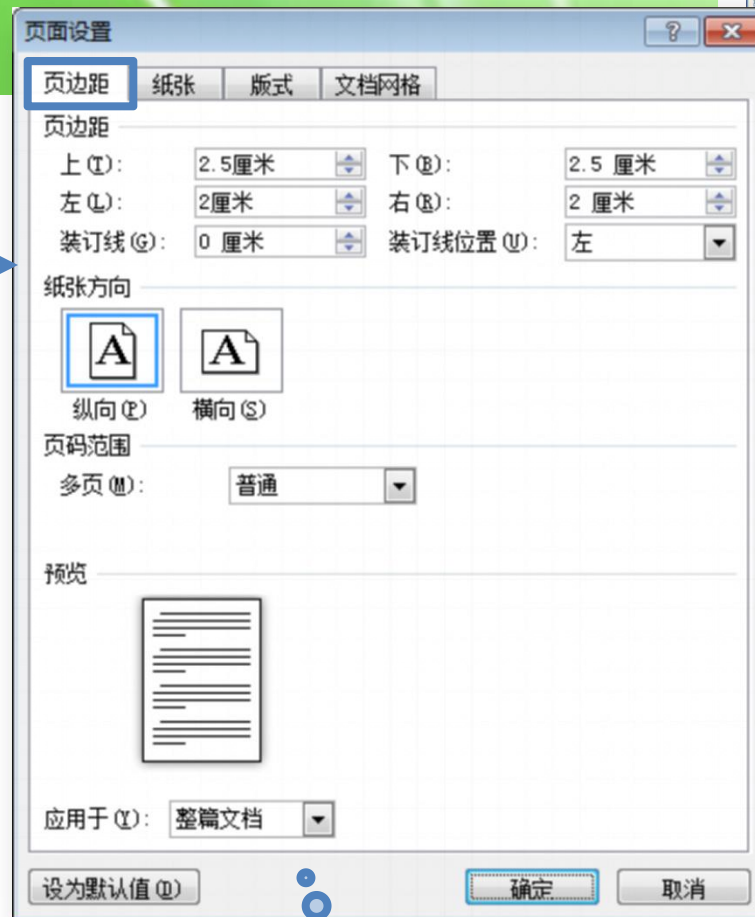 页面设置
页边距 纸张 版式 文档网格
页边距
上(T): 2.5厘米 下(B): 2.5 厘米
左(L): 2厘米 右(R): 2 厘米
装订线(G): 0 厘米 装订线位置(U): 左
纸张方向
A A
纵向(P) 横向(S)
页码范围
多页(M): 普通
预览
应用于(Y): 整篇文档
设为默认值(D) 确定 取消